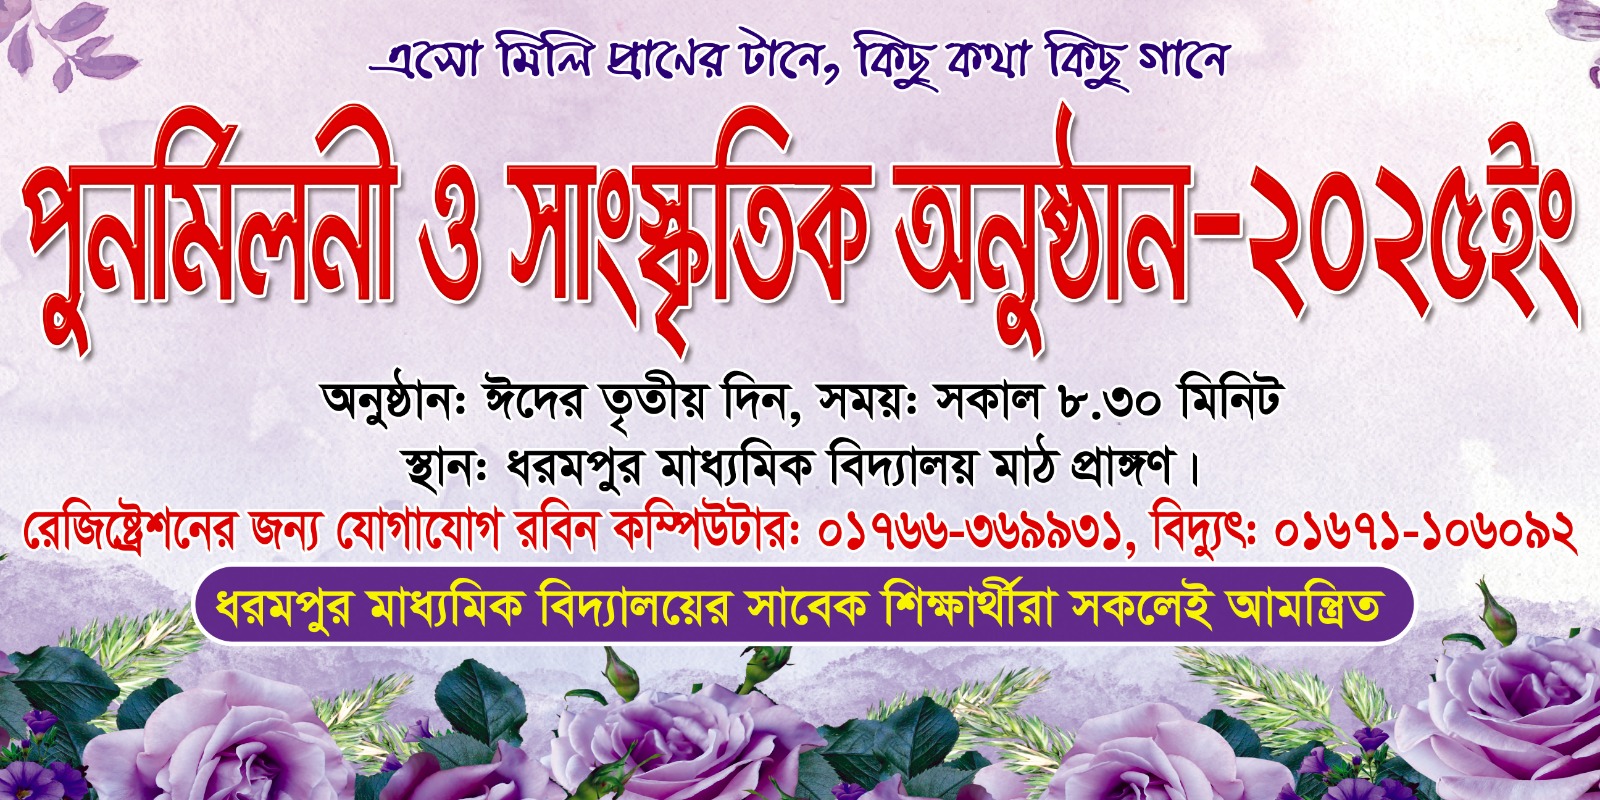 এসো মিলি প্রাণের টানে, কিছু কথা কিছু গানে
পুনর্মিলনী ও সাংস্কৃতিক অনুষ্ঠান-২০২৫ইং
অনুষ্ঠান: ঈদের তৃতীয় দিন, সময়: সকাল ৮.৩০ মিনিট
স্থান: ধরমপুর মাধ্যমিক বিদ্যালয় মাঠ প্রাঙ্গণ।
রেজিষ্ট্রেশনের জন্য যোগাযোগ রবিন কম্পিউটার: ০১৭৬৬-৩৬৯৯৩১, বিদ্যুৎ: ০১৬৭১-১০৬০৯২
ধরমপুর মাধ্যমিক বিদ্যালয়ের সাবেক শিক্ষার্থীরা সকলেই আমন্ত্রিত